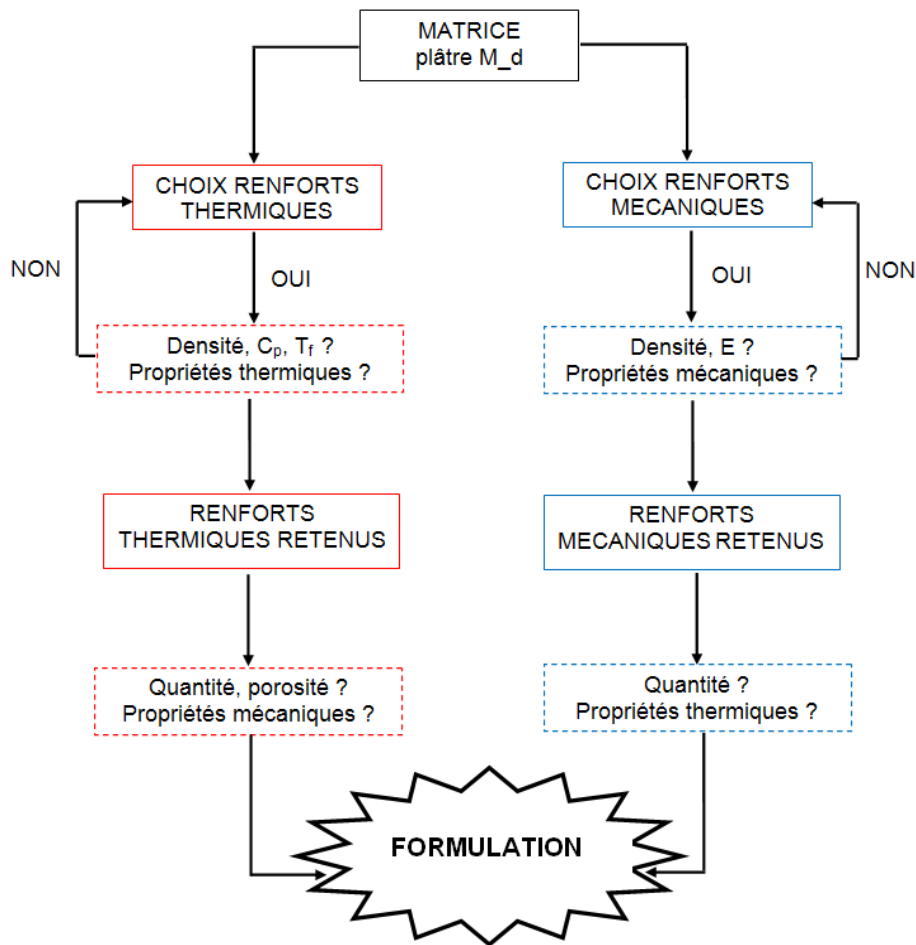 MATRICE
plâtre M_d
CHOIX RENFORTS
THERMIQUES
CHOIX RENFORTS
MECANIQUES
NON
OUI
OUI
NON
Densité, Cp, Tf ?
Propriétés thermiques ?
Densité, E ?
Propriétés mécaniques ?
RENFORTS
THERMIQUES RETENUS
RENFORTS
MECANIQUES RETENUS
Quantité, porosité ?
Propriétés mécaniques ?
Quantité ?
Propriétés thermiques ?
FORMULATION